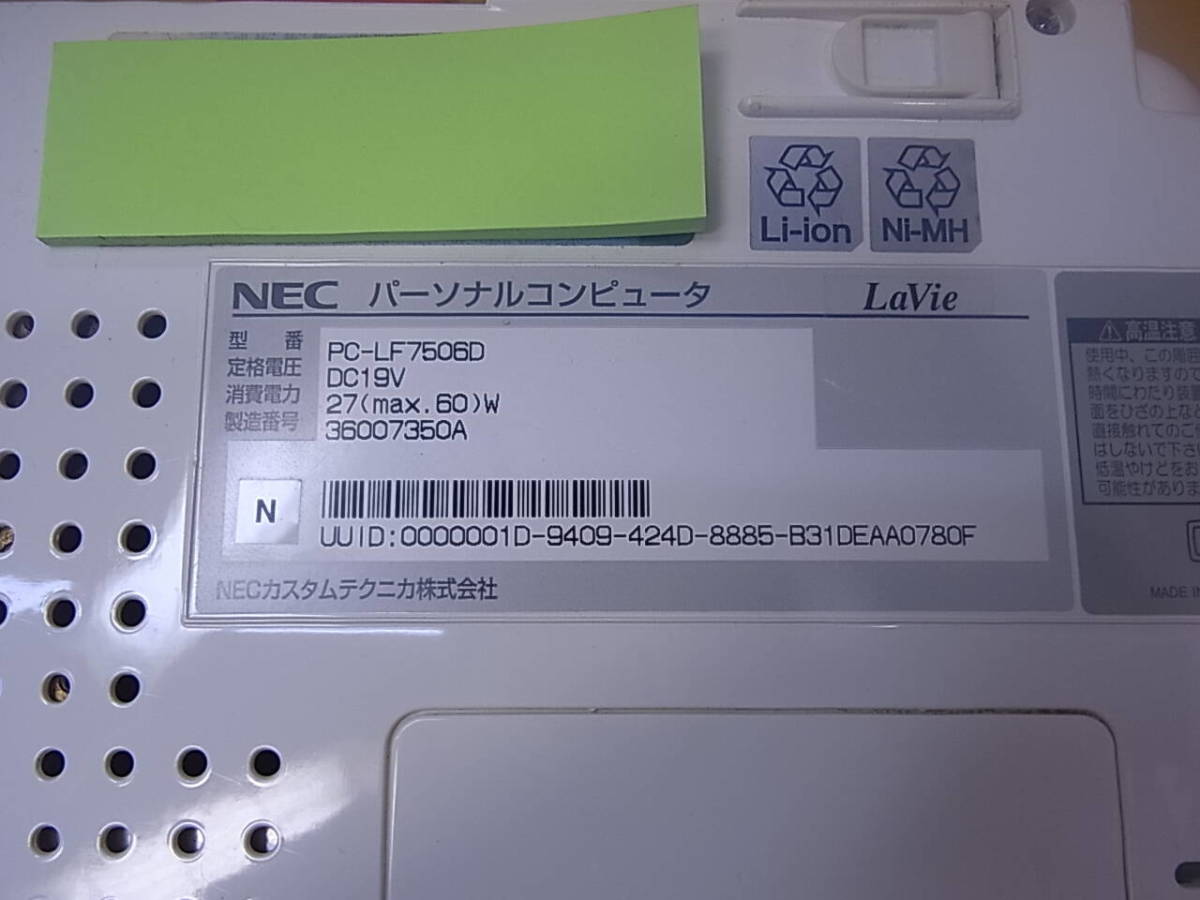 Li-ion
Ni-MH
NEC パーソナルコンピュータ LaVie
型 番 PC-LF7506D
定格電圧 DC19V
消費電力 27(max.60)W
製造番号 36007350A
N
UUID:0000001D-9409-424D-8885-B31DEAA0780F
NECカスタムテクニカ株式会社
高温注意
使用中、この周
熱くなりますので
時間にわたり装
面をひざの上な
直接触れてのご
はしないで下さ
低温やけどをお
可能性がありま
MADE IN